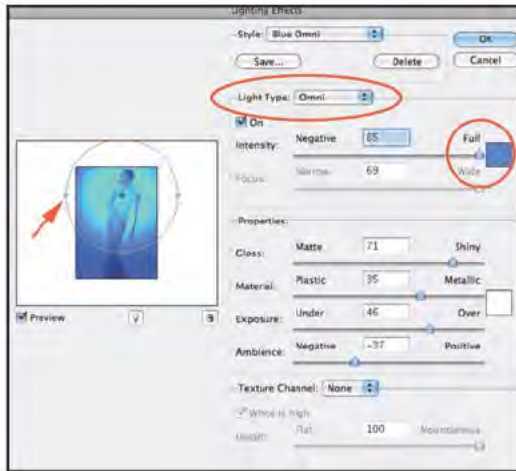 Lighting Effects
Style: Blue Omni
OK
Save...
Delete
Cancel
Light Type: Omni
On
Intensity: Negative Full
Focus: Narrow 69 Wide
Properties:
Gloss: Matte 71 Shiny
Material: Plastic 35 Metallic
Exposure: Under 46 Over
Ambience: Negative -37 Positive
Preview
Texture Channel: None
White is high
Height: Flat 100 Mountainous